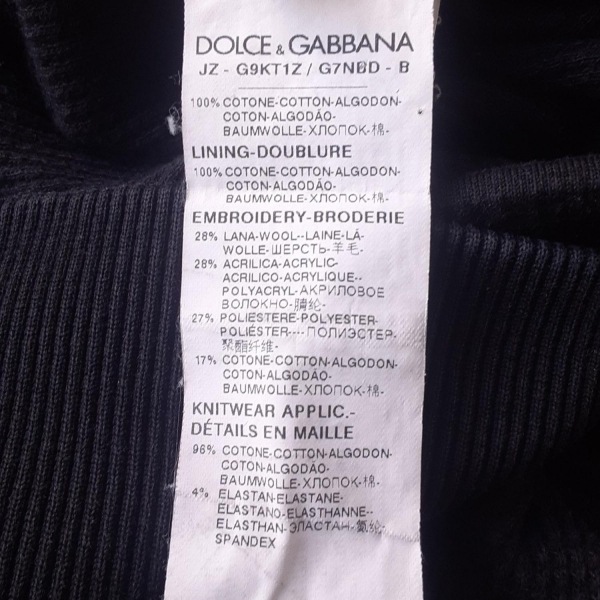 DOLCE & GABBANA
JZ - G9KT1Z / G7NBD - B
100% COTONE-COTTON-ALGODON-
COTON-ALGODÃO-
BAUMWOLLE-ХЛОПОК-棉-
LINING-DOUBLURE
100% COTONE-COTTON-ALGODON-
COTON-ALGODÃO-
BAUMWOLLE-ХЛОПОК-棉-
EMBROIDERY-BRODERIE
28% LANA-WOOL--LAINE-LÃ-
WOLLE-ШЕРСТЬ-羊毛-
28% ACRILICA-ACRYLIC-
ACRILICO-ACRYLIQUE--
POLYACRYL-АКРИЛОВОЕ
ВОЛОКНО-腈纶-
27% POLIESTERE-POLYESTER-
POLIÉSTER----ПОЛИЭСТЕР-
聚酯纤维-
17% COTONE-COTTON-ALGODON-
COTON-ALGODÃO-
BAUMWOLLE-ХЛОПОК-棉-
KNITWEAR APPLIC.-
DÉTAILS EN MAILLE
96% COTONE-COTTON-ALGODON-
COTON-ALGODÃO-
BAUMWOLLE-ХЛОПОК-棉-
4% ELASTAN-ELASTANE-
ELASTANO-ELASTHANNE--
ELASTHAN-ЭЛАСТАН-氨纶-
SPANDEX